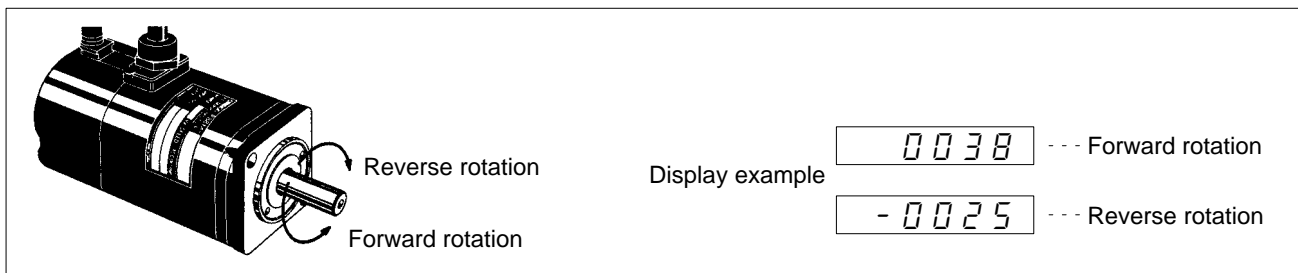 Reverse rotation
Forward rotation
Display example
0038 --- Forward rotation
-0025 --- Reverse rotation